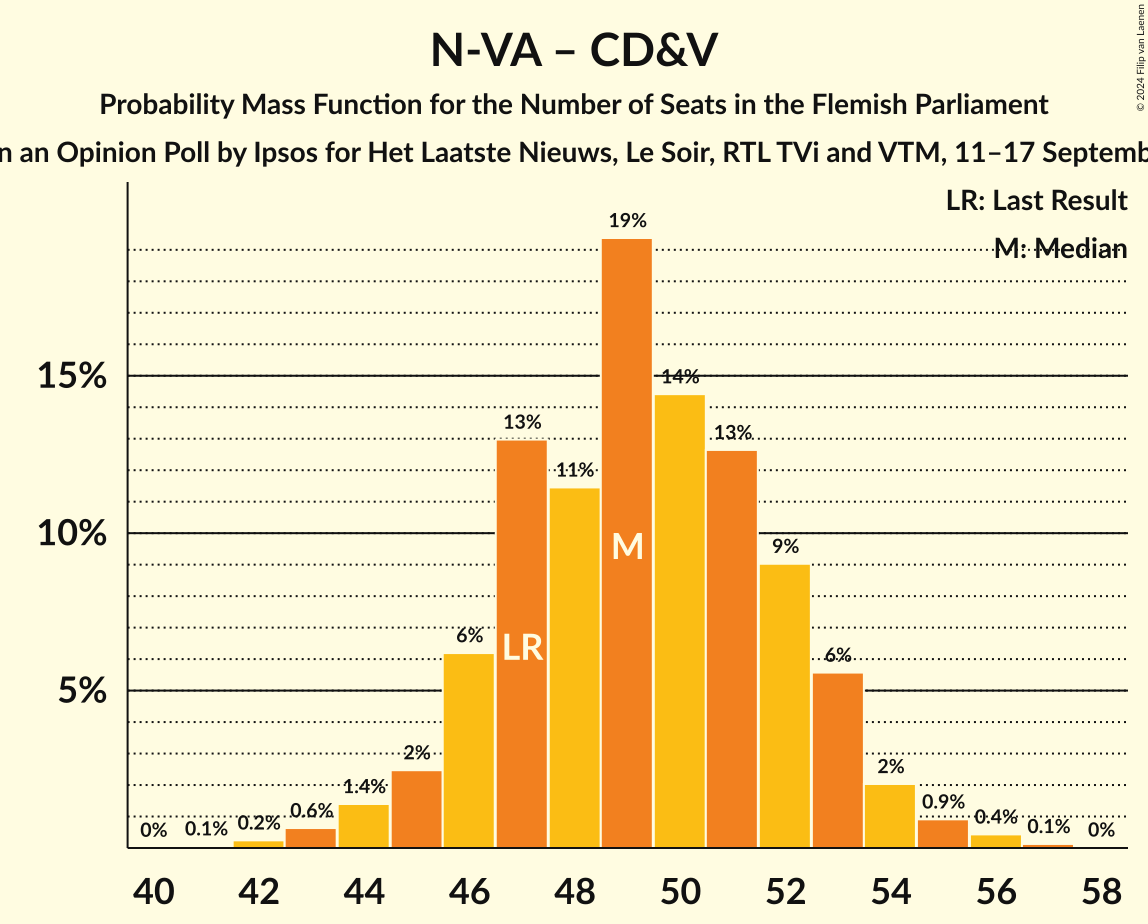 N-VA – CD&V
Probability Mass Function for the Number of Seats in the Flemish Parliament
n an Opinion Poll by Ipsos for Het Laatste Nieuws, Le Soir, RTL TVi and VTM, 11–17 Septemb
© 2024 Filip van Laenen
LR: Last Result
M: Median
19%
15%
14%
13%
13%
11%
10%
M
9%
6%
LR
6%
5%
2%
2%
1.4%
0.9%
0.6%
0.4%
0% 0.1% 0.2%
0.1% 0%
40 42 44 46 48 50 52 54 56 58